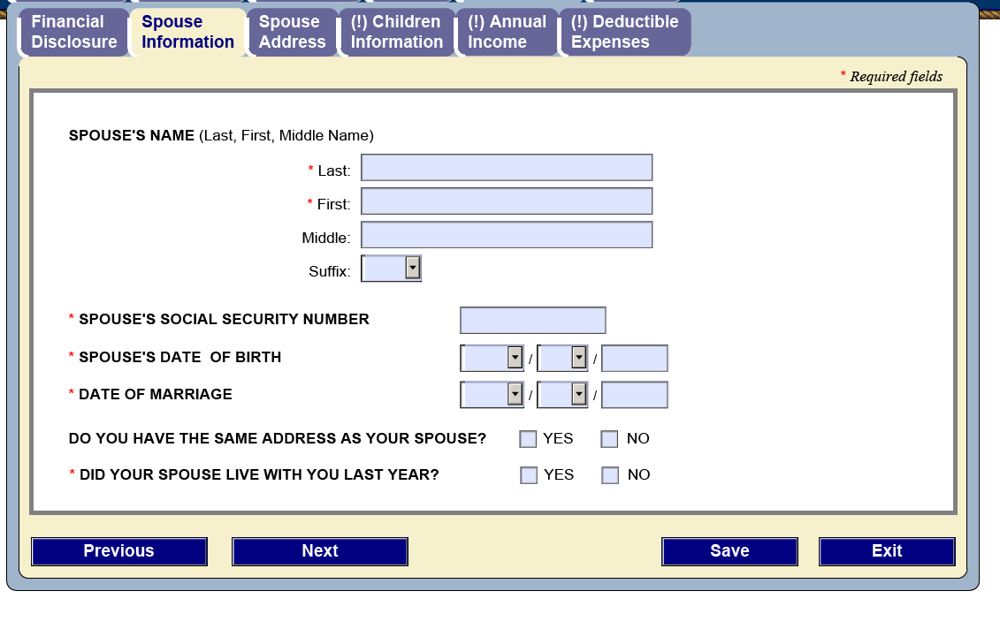 Financial Disclosure
Spouse Information
Spouse Address
(!) Children Information
(!) Annual Income
(!) Deductible Expenses
* Required fields
SPOUSE'S NAME (Last, First, Middle Name)
* Last:
* First:
Middle:
Suffix:
* SPOUSE'S SOCIAL SECURITY NUMBER
* SPOUSE'S DATE OF BIRTH / /
* DATE OF MARRIAGE / /
DO YOU HAVE THE SAME ADDRESS AS YOUR SPOUSE? YES NO
* DID YOUR SPOUSE LIVE WITH YOU LAST YEAR? YES NO
Previous Next Save Exit